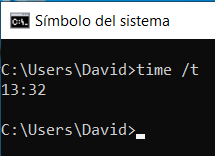 Símbolo del sistema
C:\Users\David>time /t
13:32
C:\Users\David>